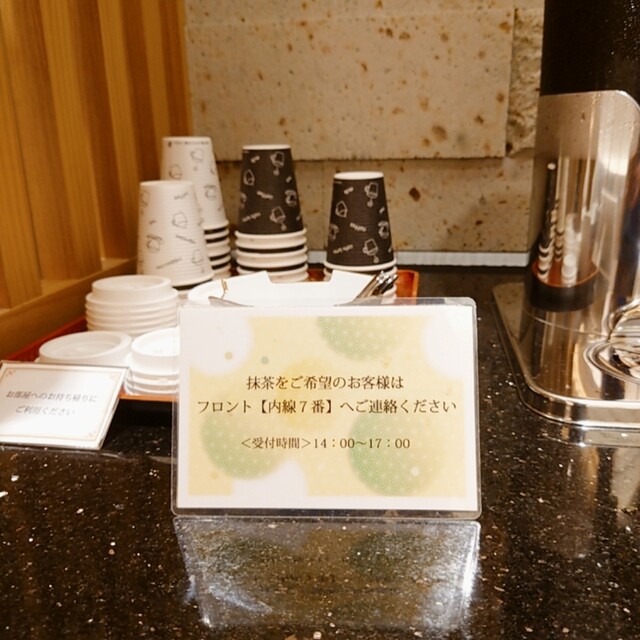 抹茶をご希望のお客様は
フロント【内線７番】へご連絡ください
＜受付時間＞14：00〜17：00
お部屋へのお持ち帰りに
ご利用ください